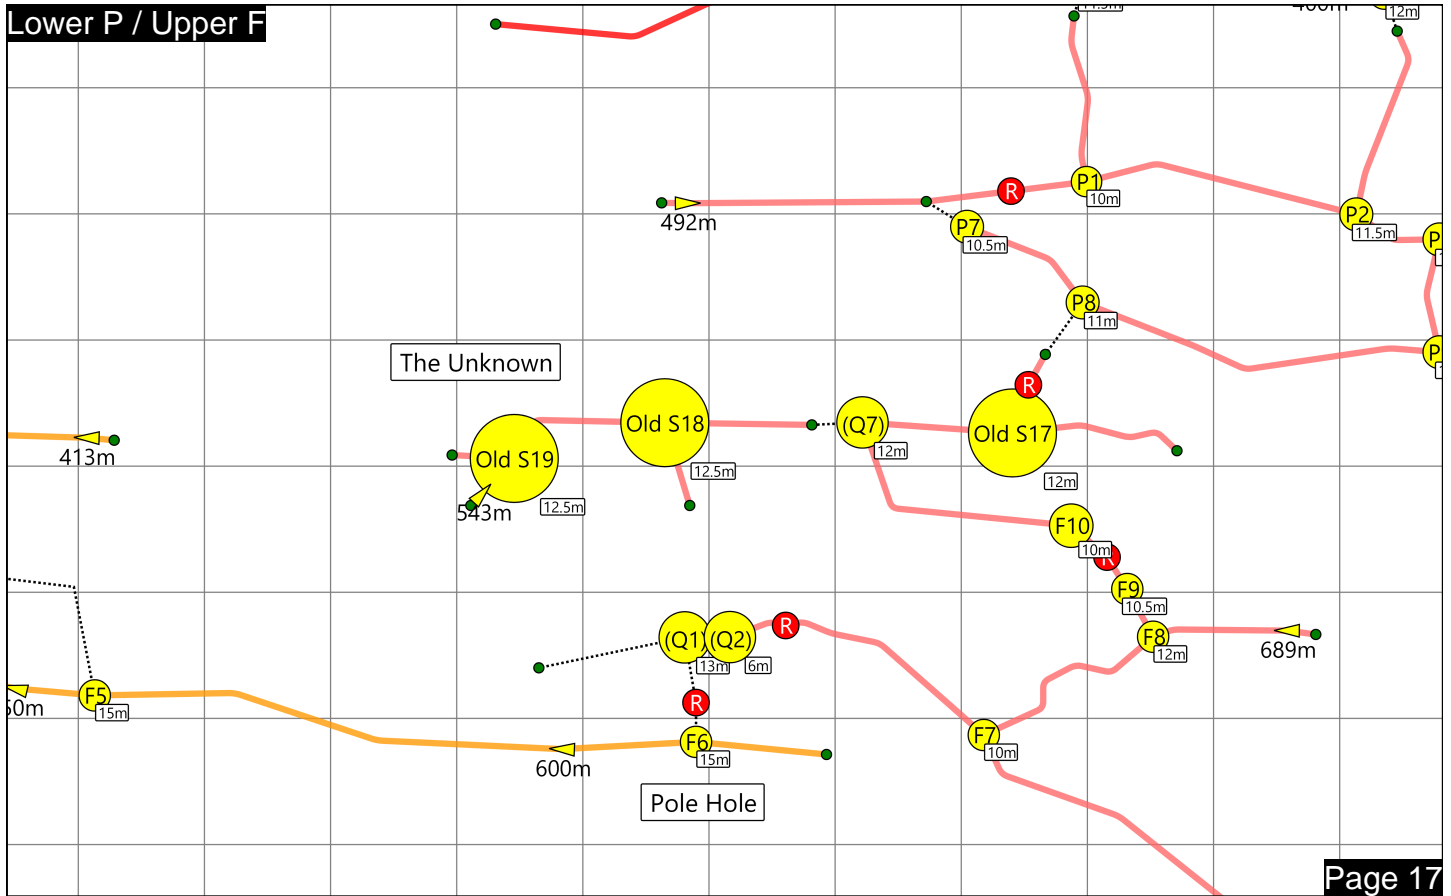 Lower P / Upper F
12m
R
P1
10m
492m
P2
11.5m
P7
10.5m
P8
11m
The Unknown
R
Old S18
12.5m
(Q7)
12m
Old S17
12m
413m
Old S19
12.5m
543m
F10
10m
R
F9
10.5m
(Q1)
13m
(Q2)
6m
R
F8
12m
689m
F5
15m
R
F6
15m
F7
10m
600m
Pole Hole
Page 17